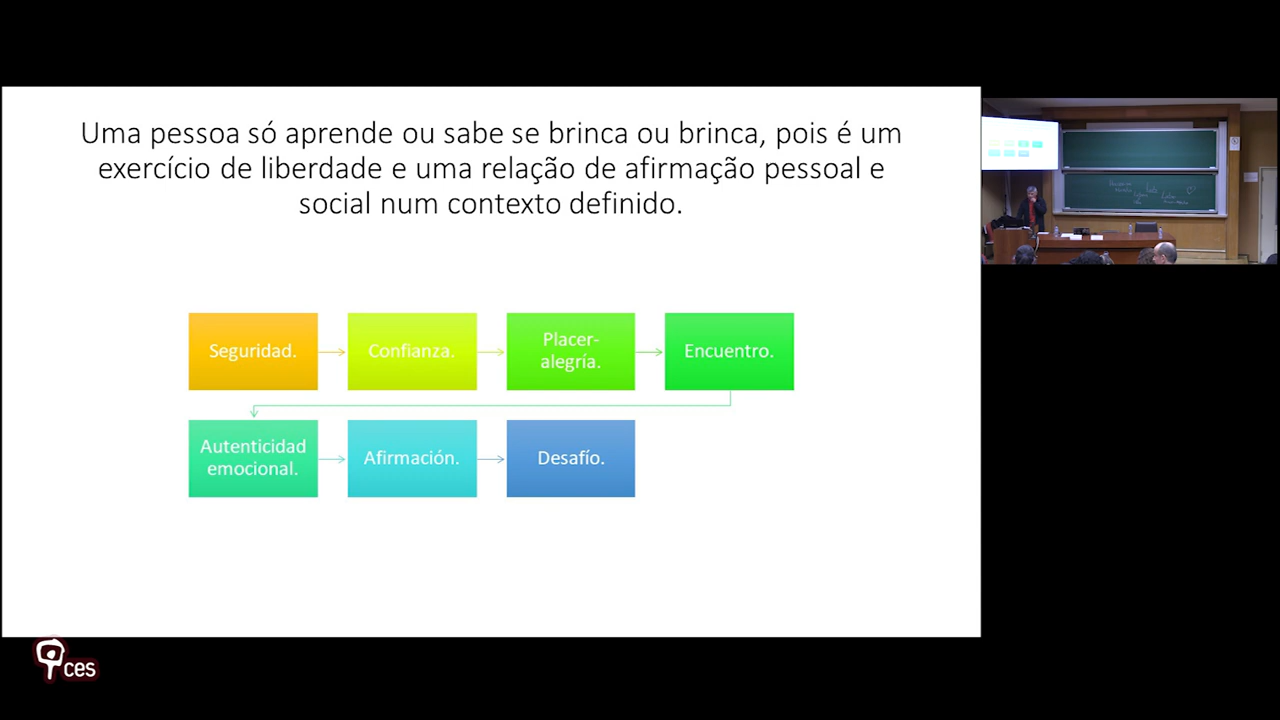 Uma pessoa só aprende ou sabe se brinca ou brinca, pois é um
exercício de liberdade e uma relação de afirmação pessoal e
social num contexto definido.
Seguridad.
Confianza.
Placer-
alegría.
Encuentro.
Autenticidad
emocional.
Afirmación.
Desafío.
ces